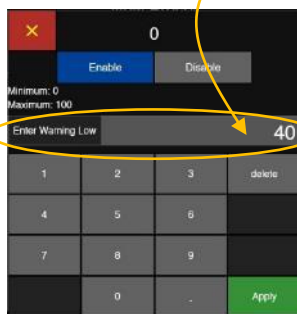 × 0
Enable Disable
Minimum: 0
Maximum: 100
Enter Warning Low 40
1 2 3 delete
4 5 6
7 8 9
0 . Apply